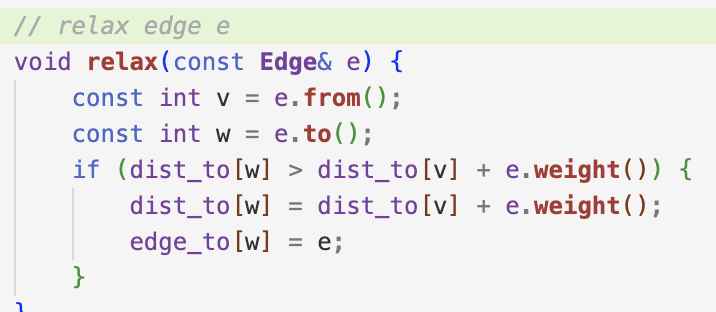 // relax edge e
void relax(const Edge& e) {
    const int v = e.from();
    const int w = e.to();
    if (dist_to[w] > dist_to[v] + e.weight()) {
        dist_to[w] = dist_to[v] + e.weight();
        edge_to[w] = e;
    }
}